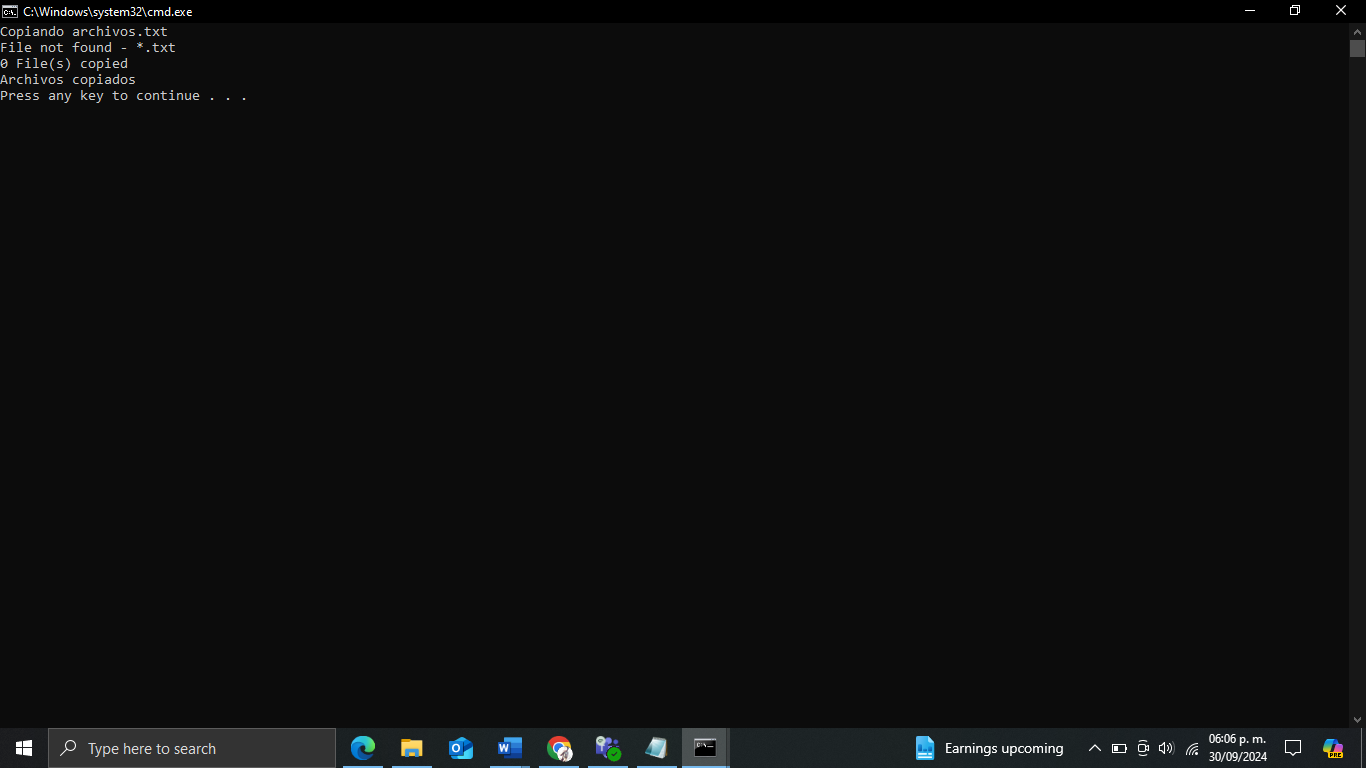 C:\Windows\system32\cmd.exe
Copiando archivos.txt
File not found - *.txt
0 File(s) copied
Archivos copiados
Press any key to continue . . .
Type here to search
Earnings upcoming
06:06 p. m.
30/09/2024